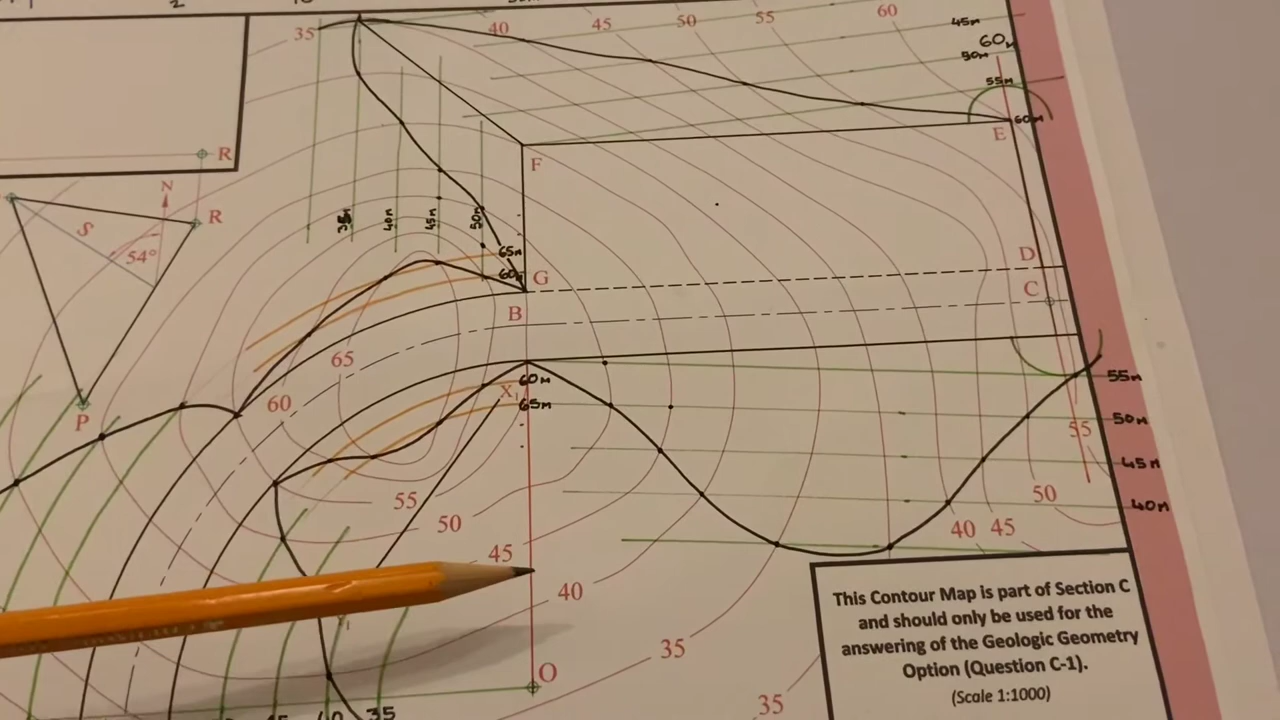 35
40
45
50
55
60
45m
60m
50m
55m
60m
E
R
N
R
S
54°
F
35m
40m
45m
50m
65m
60m
G
D
C
B
65
60
P
X₁
60m
65m
55m
50m
45m
40m
55
55
50
45
40
50
40 45
35
O
40 35
35
This Contour Map is part of Section C
and should only be used for the
answering of the Geologic Geometry
Option (Question C-1).
(Scale 1:1000)